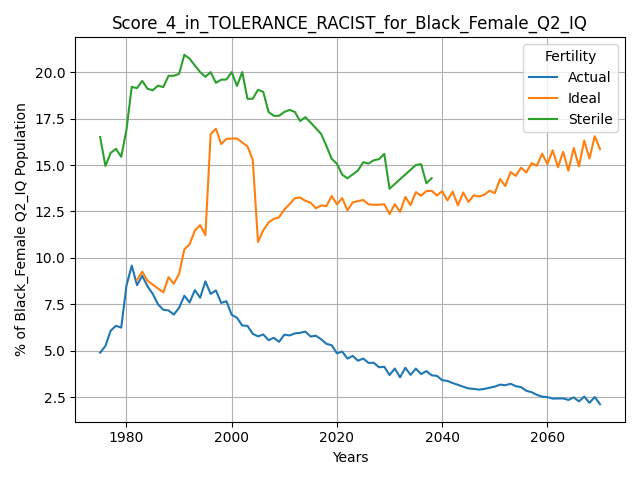 Score_4_in_TOLERANCE_RACIST_for_Black_Female_Q2_IQ
Fertility
Actual
Ideal
Sterile
% of Black_Female Q2_IQ Population
20.0
17.5
15.0
12.5
10.0
7.5
5.0
2.5
1980 2000 2020 2040 2060
Years